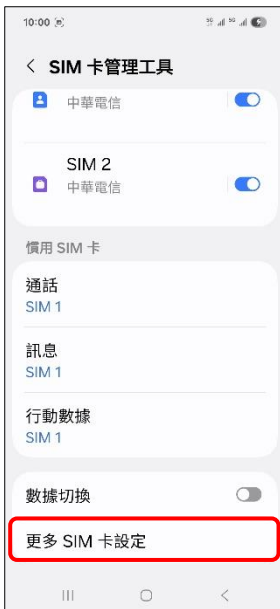 10:00
SIM 卡管理工具
中華電信
SIM 2
中華電信
慣用 SIM 卡
通話
SIM 1
訊息
SIM 1
行動數據
SIM 1
數據切換
更多 SIM 卡設定